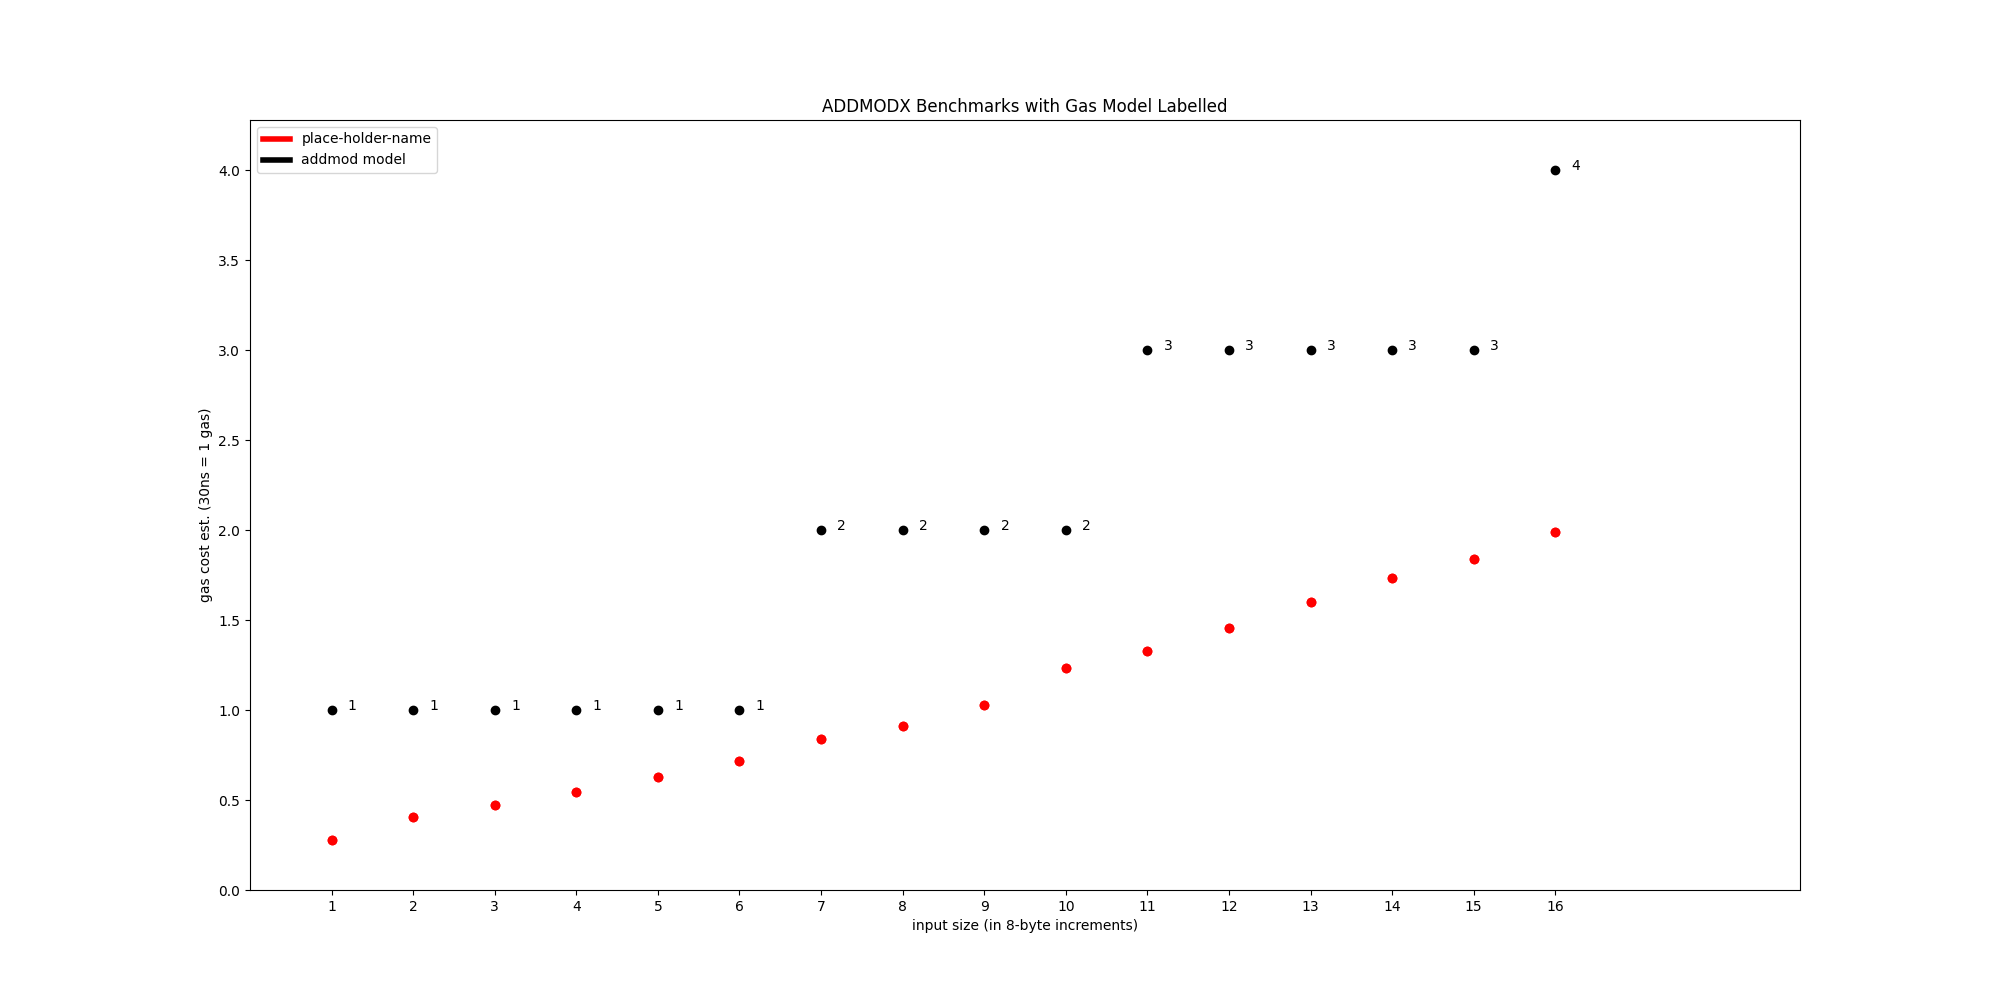 ADDMODX Benchmarks with Gas Model Labelled
place-holder-name
addmod model
gas cost est. (30ns = 1 gas)
4.0
3.5
3.0
2.5
2.0
1.5
1.0
0.5
0.0
4
3 3 3 3 3
2 2 2 2
1 1 1 1 1 1
1 2 3 4 5 6 7 8 9 10 11 12 13 14 15 16
input size (in 8-byte increments)